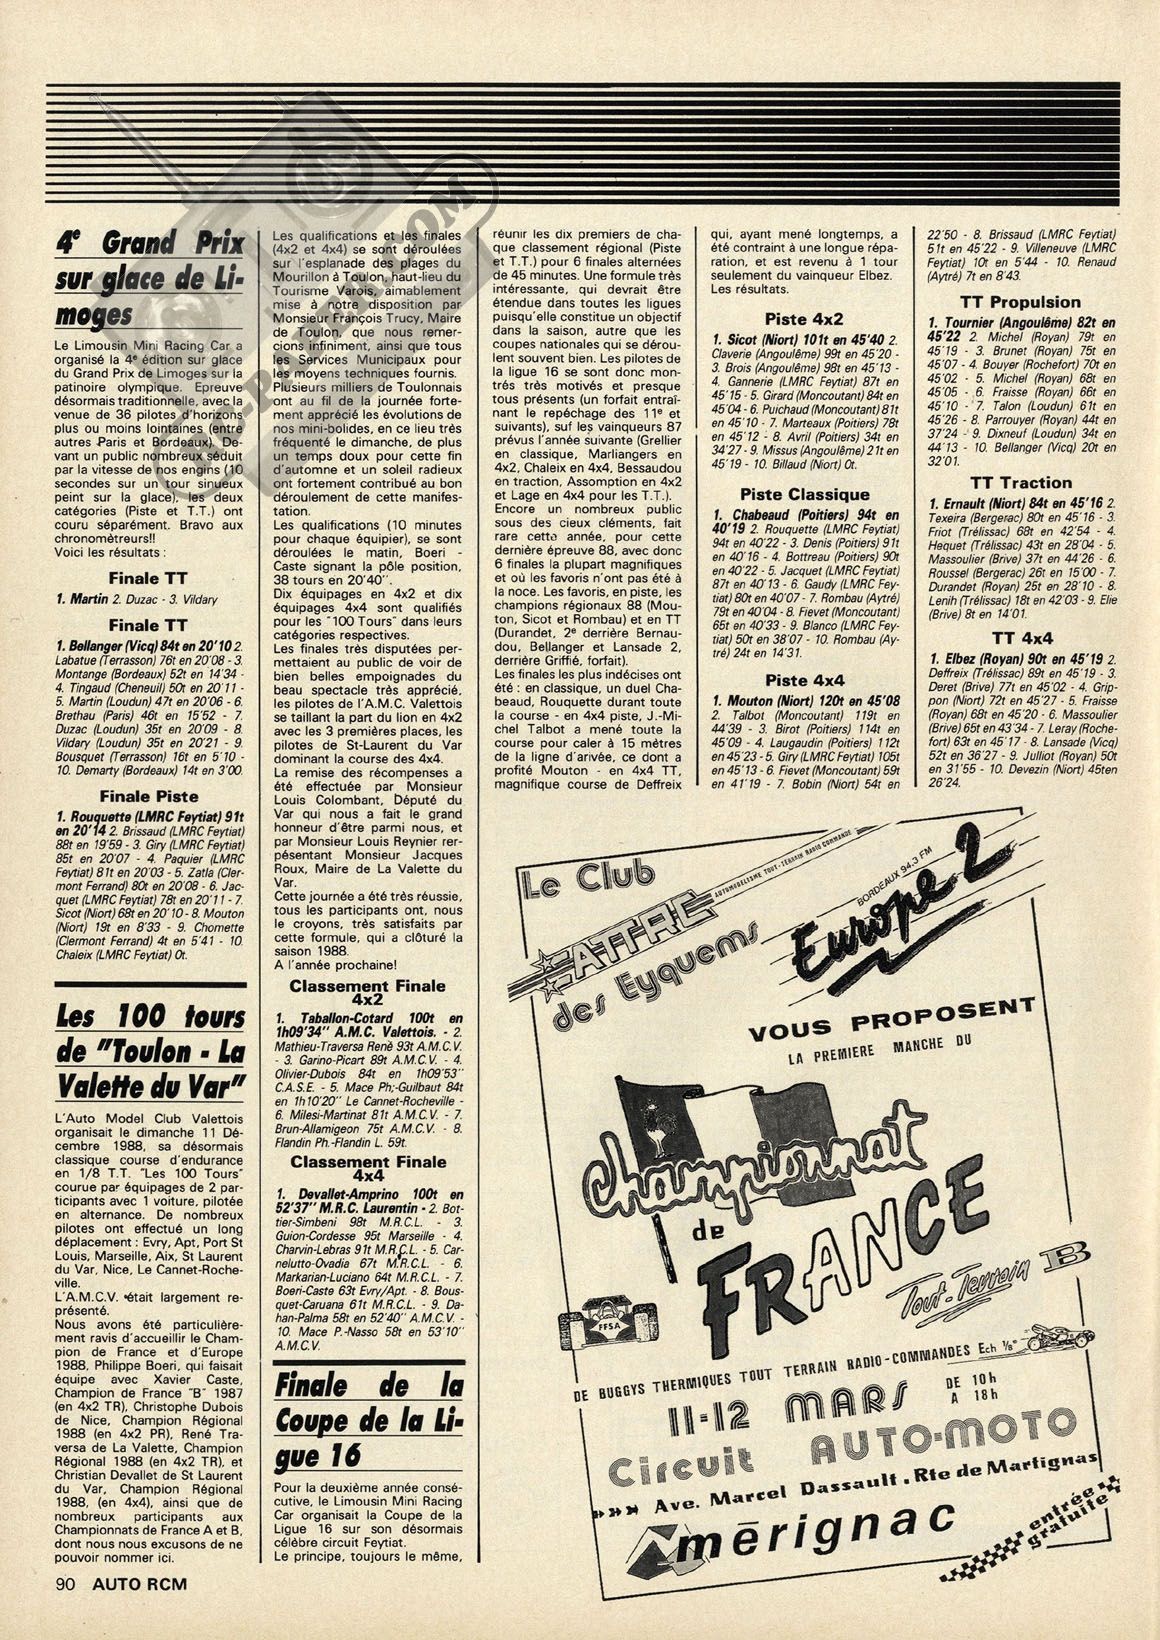 4e Grand Prix
sur glace de Li-
moges
Le Limousin Mini Racing Car a
organisé la 4e édition sur glace
du Grand Prix de Limoges sur la
patinoire olympique. Epreuve
désormais traditionnelle, avec la
venue de 36 pilotes d'horizons
plus ou moins lointaines (entre
autres Paris et Bordeaux). De-
vant un public nombreux séduit
par la vitesse de nos engins (10
secondes sur un tour sinueux
peint sur la glace), les deux
catégories (Piste et T.T.) ont
couru séparément. Bravo aux
chronomètreurs!!
Voici les résultats :
Finale TT
1. Martin 2. Duzac - 3. Vildary
Finale TT
1. Bellanger (Vicq) 84t en 20'10 2.
Labatue (Terrasson) 76t en 20'08 - 3.
Montange (Bordeaux) 52t en 14'34 -
4. Tingaud (Cheneuil) 50t en 20'11 -
5. Martin (Loudun) 47t en 20'06 - 6.
Brethau (Paris) 46t en 15'52 - 7.
Duzac (Loudun) 35t en 20'09 - 8.
Vildary (Loudun) 35t en 20'21 - 9.
Bousquet (Terrasson) 16t en 5'10 -
10. Demarty (Bordeaux) 14t en 3'00.
Finale Piste
1. Rouquette (LMRC Feytiat) 91t
en 20'14 2. Brissaud (LMRC Feytiat)
88t en 19'59 - 3. Giry (LMRC Feytiat)
85t en 20'07 - 4. Paquier (LMRC
Feytiat) 81t en 20'03 - 5. Zatla (Cler-
mont Ferrand) 80t en 20'08 - 6. Jac-
quet (LMRC Feytiat) 78t en 20'11 - 7.
Sicot (Niort) 68t en 20'10 - 8. Mouton
(Niort) 19t en 8'33 - 9. Chomette
(Clermont Ferrand) 4t en 5'41 - 10.
Chaleix (LMRC Feytiat) 0t.
Les 100 tours
de "Toulon - La
Valette du Var"
L'Auto Model Club Valettois
organisait le dimanche 11 Dé-
cembre 1988, sa désormais
classique course d'endurance
en 1/8 T.T. "Les 100 Tours"
courue par équipages de 2 par-
ticipants avec 1 voiture, pilotée
en alternance. De nombreux
pilotes ont effectué un long
déplacement : Evry, Apt, Port St
Louis, Marseille, Aix, St Laurent
du Var, Nice, Le Cannet-Roche-
ville.
L'A.M.C.V. était largement re-
présenté.
Nous avons été particulière-
ment ravis d'accueillir le Cham-
pion de France et d'Europe
1988, Philippe Boeri, qui faisait
équipe avec Xavier Caste,
Champion de France "B" 1987
(en 4x2 TR), Christophe Dubois
de Nice, Champion Régional
1988 (en 4x2 PR), René Tra-
versa de La Valette, Champion
Régional 1988 (en 4x2 TR), et
Christian Devallet de St Laurent
du Var, Champion Régional
1988, (en 4x4), ainsi que de
nombreux participants aux
Championnats de France A et B,
dont nous nous excusons de ne
pouvoir nommer ici.
90 AUTO RCM
Les qualifications et les finales
(4x2 et 4x4) se sont déroulées
sur l'esplanade des plages du
Mourillon à Toulon, haut-lieu du
Tourisme Varois, aimablement
mise à notre disposition par
Monsieur François Trucy, Maire
de Toulon, que nous remer-
cions infiniment, ainsi que tous
les Services Municipaux pour
les moyens techniques fournis.
Plusieurs milliers de Toulonnais
ont au fil de la journée forte-
ment apprécié les évolutions de
nos mini-bolides, en ce lieu très
fréquenté le dimanche, de plus
un temps doux pour cette fin
d'automne et un soleil radieux
ont fortement contribué au bon
déroulement de cette manifes-
tation.
Les qualifications (10 minutes
pour chaque équipier), se sont
déroulées le matin, Boeri -
Caste signant la pôle position,
38 tours en 20'40".
Dix équipages en 4x2 et dix
équipages 4x4 sont qualifiés
pour les "100 Tours" dans leurs
catégories respectives.
Les finales très disputées per-
mettaient au public de voir de
bien belles empoignades du
beau spectacle très apprécié,
les pilotes de l'A.M.C. Valettois
se taillant la part du lion en 4x2
avec les 3 premières places, les
pilotes de St-Laurent du Var
dominant la course des 4x4.
La remise des récompenses a
été effectuée par Monsieur
Louis Colombant, Député du
Var qui nous a fait le grand
honneur d'être parmi nous, et
par Monsieur Louis Reynier rer-
pésentant Monsieur Jacques
Roux, Maire de La Valette du
Var.
Cette journée a été très réussie,
tous les participants ont, nous
le croyons, très satisfaits par
cette formule, qui a clôturé la
saison 1988.
A l'année prochaine!
Classement Finale
4x2
1. Taballon-Cotard 100t en
1h09'34" A.M.C. Valettois. - 2.
Mathieu-Traversa Renè 93t A.M.C.V.
- 3. Garino-Picart 89t A.M.C.V. - 4.
Olivier-Dubois 84t en 1h09'53"
C.A.S.E. - 5. Mace Ph;-Guilbaut 84t
en 1h10'20" Le Cannet-Rocheville -
6. Milesi-Martinat 81t A.M.C.V. - 7.
Brun-Allamigeon 75t A.M.C.V. - 8.
Flandin Ph.-Flandin L. 59t.
Classement Finale
4x4
1. Devallet-Amprino 100t en
52'37" M.R.C. Laurentin - 2. Bot-
tier-Simbeni 98t M.R.C.L. - 3.
Guion-Cordesse 95t Marseille - 4.
Charvin-Lebras 91t M.R.C.L. - 5. Car-
nelutto-Ovadia 67t M.R.C.L. - 6.
Markarian-Luciano 64t M.R.C.L. - 7.
Boeri-Caste 63t Evry/Apt. - 8. Bous-
quet-Caruana 61t M.R.C.L. - 9. Da-
han-Palma 58t en 52'40" A.M.C.V. -
10. Mace P.-Nasso 58t en 53'10"
A.M.C.V.
Finale de la
Coupe de la Li-
gue 16
Pour la deuxième année consé-
cutive, le Limousin Mini Racing
Car organisait la Coupe de la
Ligue 16 sur son désormais
célèbre circuit Feytiat.
Le principe, toujours le même,
réunir les dix premiers de cha-
que classement régional (Piste
et T.T.) pour 6 finales alternées
de 45 minutes. Une formule très
intéressante, qui devrait être
étendue dans toutes les ligues
puisqu'elle constitue un objectif
dans la saison, autre que les
coupes nationales qui se dérou-
lent souvent bien. Les pilotes de
la ligue 16 se sont donc mon-
trés très motivés et presque
tous présents (un forfait entraî-
nant le repéchage des 11e et
suivants), suf les vainqueurs 87
prévus l'année suivante (Grellier
en classique, Marliangers en
4x2, Chaleix en 4x4, Bessaudou
en traction, Assomption en 4x2
et Lage en 4x4 pour les T.T.).
Encore un nombreux public
sous des cieux cléments, fait
rare cette année, pour cette
dernière épreuve 88, avec donc
6 finales la plupart magnifiques
et où les favoris n'ont pas été à
la noce. Les favoris, en piste, les
champions régionaux 88 (Mou-
ton, Sicot et Rombau) et en TT
(Durandet, 2e derrière Bernau-
dou, Bellanger et Lansade 2,
derrière Griffié, forfait).
Les finales les plus indécises ont
été : en classique, un duel Cha-
beaud, Rouquette durant toute
la course - en 4x4 piste, J.-Mi-
chel Talbot a mené toute la
course pour caler à 15 mètres
de la ligne d'arivée, ce dont a
profité Mouton - en 4x4 TT,
magnifique course de Deffreix
qui, ayant mené longtemps, a
été contraint à une longue répa-
ration, et est revenu à 1 tour
seulement du vainqueur Elbez.
Les résultats.
Piste 4x2
1. Sicot (Niort) 101t en 45'40 2.
Claverie (Angoulême) 99t en 45'20 -
3. Brois (Angoulême) 98t en 45'13 -
4. Gannerie (LMRC Feytiat) 87t en
45'15 - 5. Girard (Moncoutant) 84t en
45'04 - 6. Puichaud (Moncoutant) 81t
en 45'10 - 7. Marteaux (Poitiers) 78t
en 45'12 - 8. Avril (Poitiers) 34t en
34'27 - 9. Missus (Angoulême) 21t en
45'19 - 10. Billaud (Niort) 0t.
Piste Classique
1. Chabeaud (Poitiers) 94t en
40'19 2. Rouquette (LMRC Feytiat)
94t en 40'22 - 3. Denis (Poitiers) 91t
en 40'16 - 4. Bottreau (Poitiers) 90t
en 40'22 - 5. Jacquet (LMRC Feytiat)
87t en 40'13 - 6. Gaudy (LMRC Fey-
tiat) 80t en 40'07 - 7. Rombau (Aytré)
79t en 40'04 - 8. Fievet (Moncoutant)
65t en 40'33 - 9. Blanco (LMRC Fey-
tiat) 50t en 38'07 - 10. Rombau (Ay-
tré) 24t en 14'31.
Piste 4x4
1. Mouton (Niort) 120t en 45'08
2. Talbot (Moncoutant) 119t en
44'39 - 3. Birot (Poitiers) 114t en
45'09 - 4. Laugaudin (Poitiers) 112t
en 45'23 - 5. Giry (LMRC Feytiat) 105t
en 45'13 - 6. Fievet (Moncoutant) 59t
en 41'19 - 7. Bobin (Niort) 54t en
22'50 - 8. Brissaud (LMRC Feytiat)
51t en 45'22 - 9. Villeneuve (LMRC
Feytiat) 10t en 5'44 - 10. Renaud
(Aytré) 7t en 8'43.
TT Propulsion
1. Tournier (Angoulême) 82t en
45'22 2. Michel (Royan) 79t en
45'19 - 3. Brunet (Royan) 75t en
45'07 - 4. Bouyer (Rochefort) 70t en
45'02 - 5. Michel (Royan) 68t en
45'05 - 6. Fraisse (Royan) 66t en
45'10 - 7. Talon (Loudun) 61t en
45'26 - 8. Parrouyer (Royan) 44t en
37'24 - 9. Dixneuf (Loudun) 34t en
44'13 - 10. Bellanger (Vicq) 20t en
32'01.
TT Traction
1. Ernault (Niort) 84t en 45'16 2.
Texeira (Bergerac) 80t en 45'16 - 3.
Friot (Trélissac) 68t en 42'54 - 4.
Hequet (Trélissac) 43t en 28'04 - 5.
Massoulier (Brive) 37t en 44'26 - 6.
Roussel (Bergerac) 26t en 15'00 - 7.
Durandet (Royan) 25t en 28'10 - 8.
Lenih (Trélissac) 18t en 42'03 - 9. Elie
(Brive) 8t en 14'01.
TT 4x4
1. Elbez (Royan) 90t en 45'19 2.
Deffreix (Trélissac) 89t en 45'19 - 3.
Deret (Brive) 77t en 45'02 - 4. Grip-
pon (Niort) 72t en 45'27 - 5. Fraisse
(Royan) 68t en 45'20 - 6. Massoulier
(Brive) 65t en 43'34 - 7. Leray (Roche-
fort) 63t en 45'17 - 8. Lansade (Vicq)
52t en 36'27 - 9. Julliot (Royan) 50t
en 31'55 - 10. Devezin (Niort) 45ten
26'24.
Le Club
ATTRE
AUTOMODELISME TOUT-TERRAIN RADIO COMMANDE
des Eyquems
BORDEAUX 94.3 FM
Europe 2
VOUS PROPOSENT
LA PREMIERE MANCHE DU
Championnat
de
FRANCE
Tout-Terrain B
FFSA
DE BUGGYS THERMIQUES TOUT TERRAIN RADIO-COMMANDES Ech 1/8e
11-12 MARS DE 10h
A 18h
Circuit AUTO-MOTO
Ave. Marcel Dassault . Rte de Martignas
mérignac
entrée
gratuite
RC-PAPER.COM